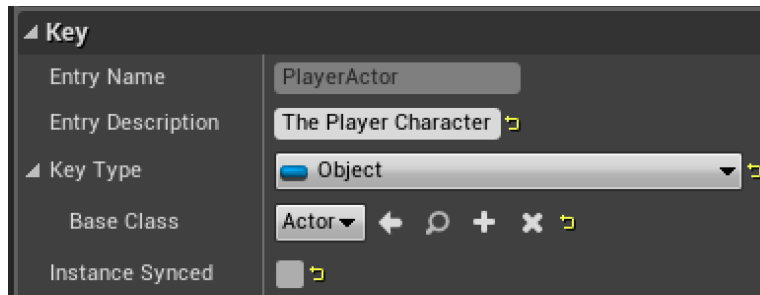 Key
Entry Name PlayerActor
Entry Description The Player Character
Key Type Object
Base Class Actor
Instance Synced